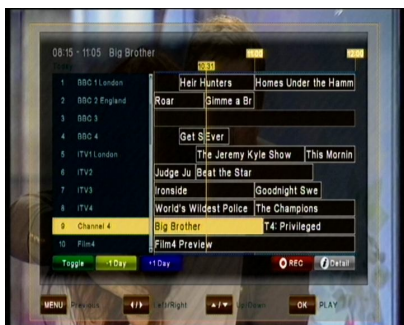 08:15 - 11:05 Big Brother
11:00 12:00
Today 10:31
1 BBC 1 London Heir Hunters Homes Under the Hamm
2 BBC 2 England Roar Gimme a Br
3 BBC 3
4 BBC 4 Get S Ever
5 ITV1 London The Jeremy Kyle Show This Mornin
6 ITV2 Judge Ju Beat the Star
7 ITV3 Ironside Goodnight Swe
8 ITV4 World's Wildest Police The Champions
9 Channel 4 Big Brother T4: Privileged
10 Film4 Film4 Preview
Toggle -1 Day +1 Day REC i Detail
MENU Previous Left/Right Up/Down OK PLAY